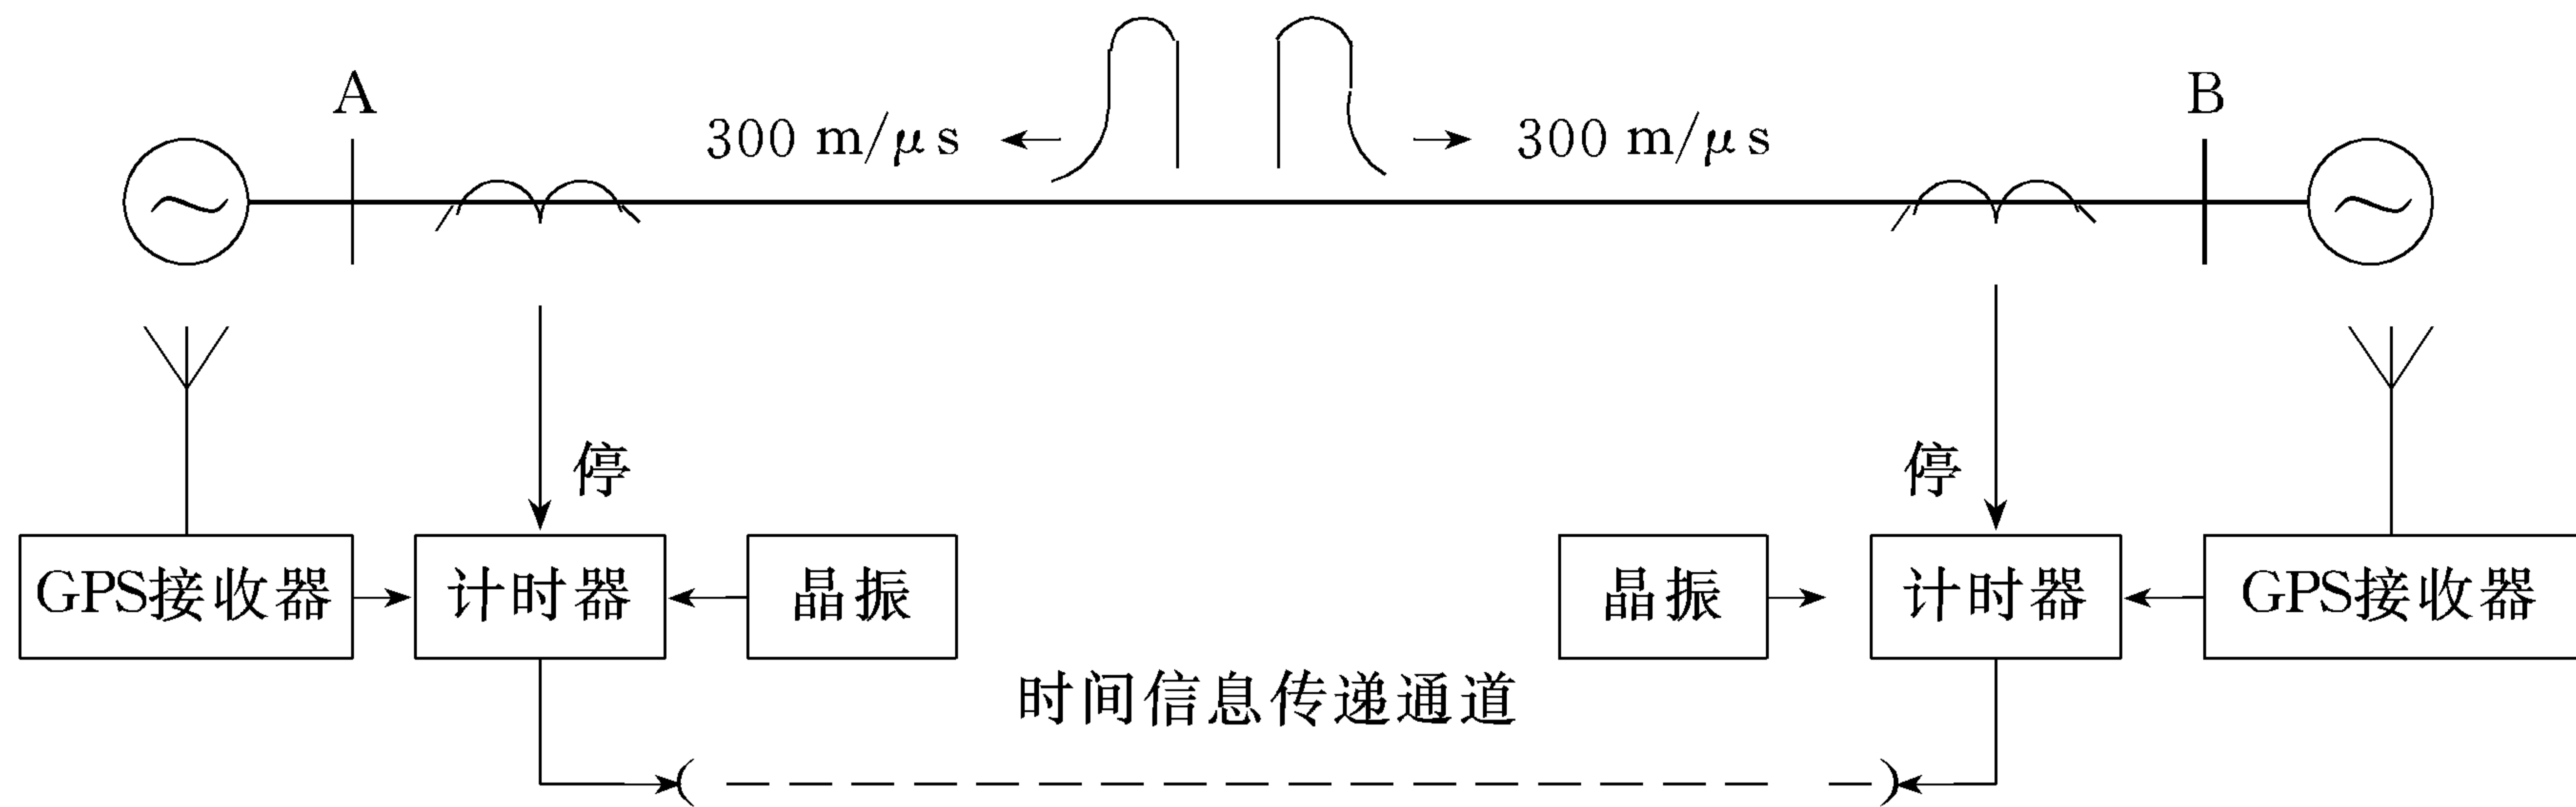 A
B
300 m/μs
300 m/μs
停
停
GPS接收器
计时器
晶振
晶振
计时器
GPS接收器
时间信息传递通道